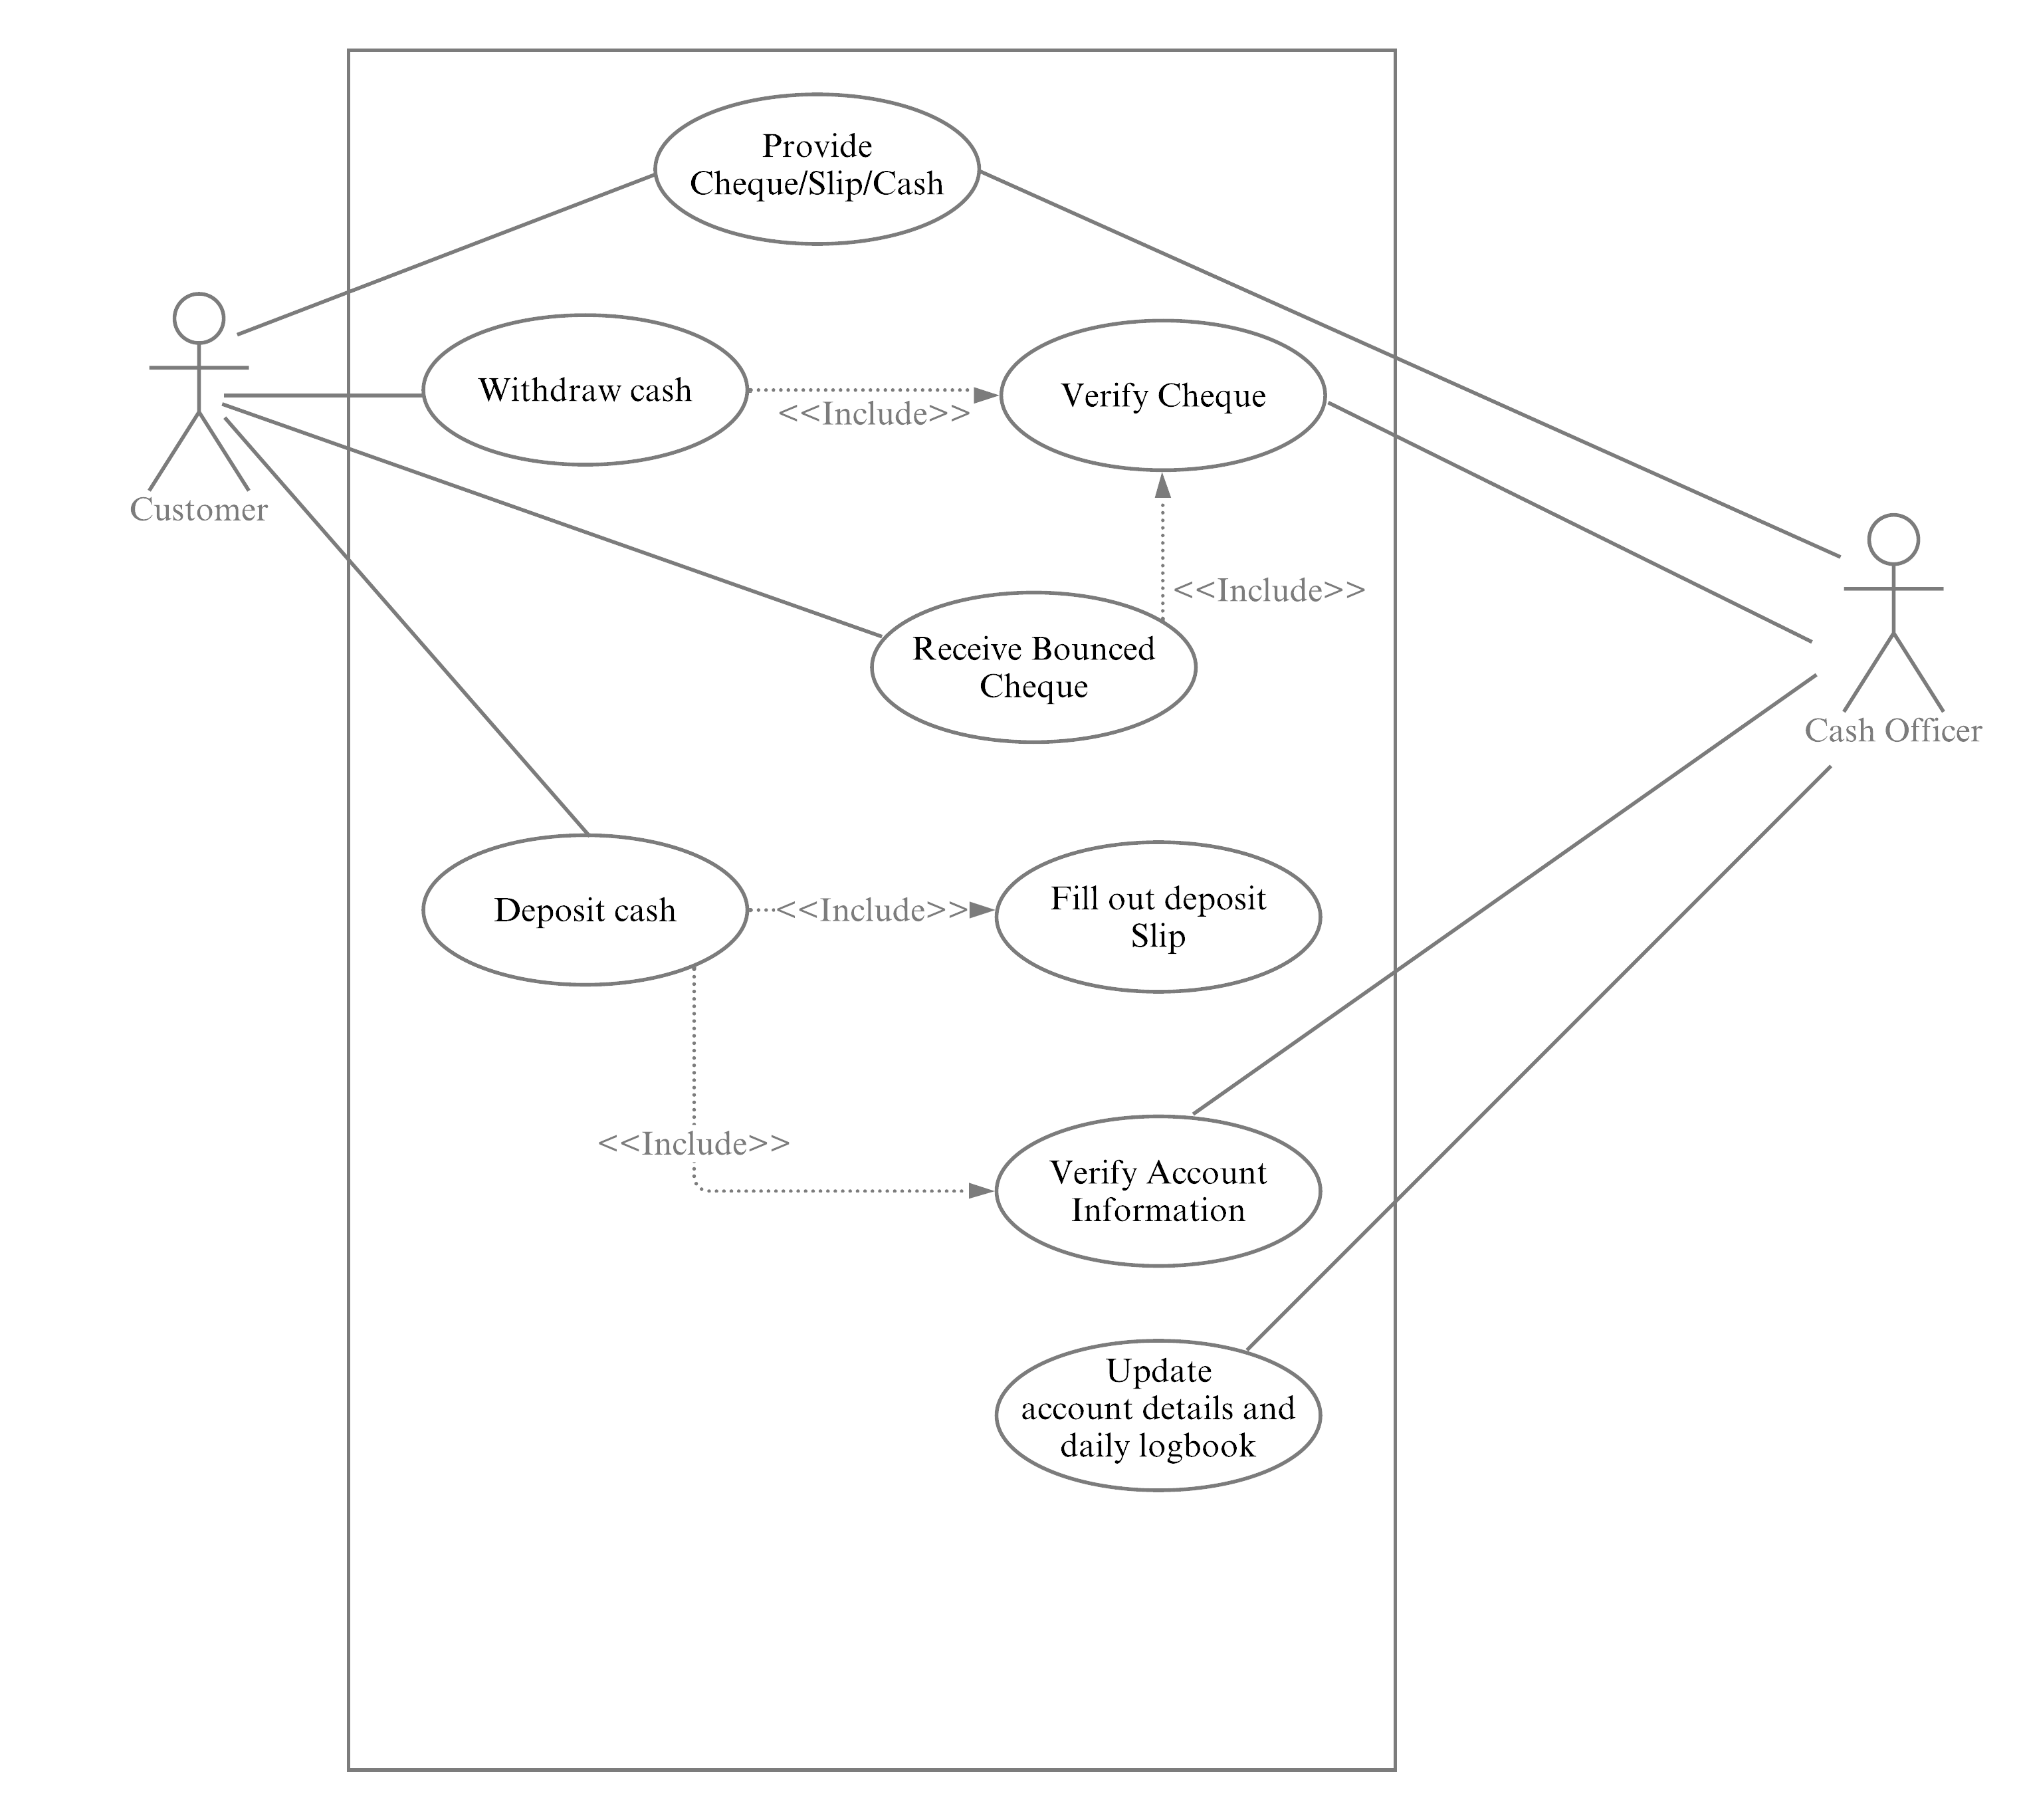 Provide
Cheque/Slip/Cash
Withdraw cash
<<Include>>
Verify Cheque
Customer
<<Include>>
Receive Bounced
Cheque
Cash Officer
Deposit cash
<<Include>>
Fill out deposit
Slip
<<Include>>
Verify Account
Information
Update
account details and
daily logbook